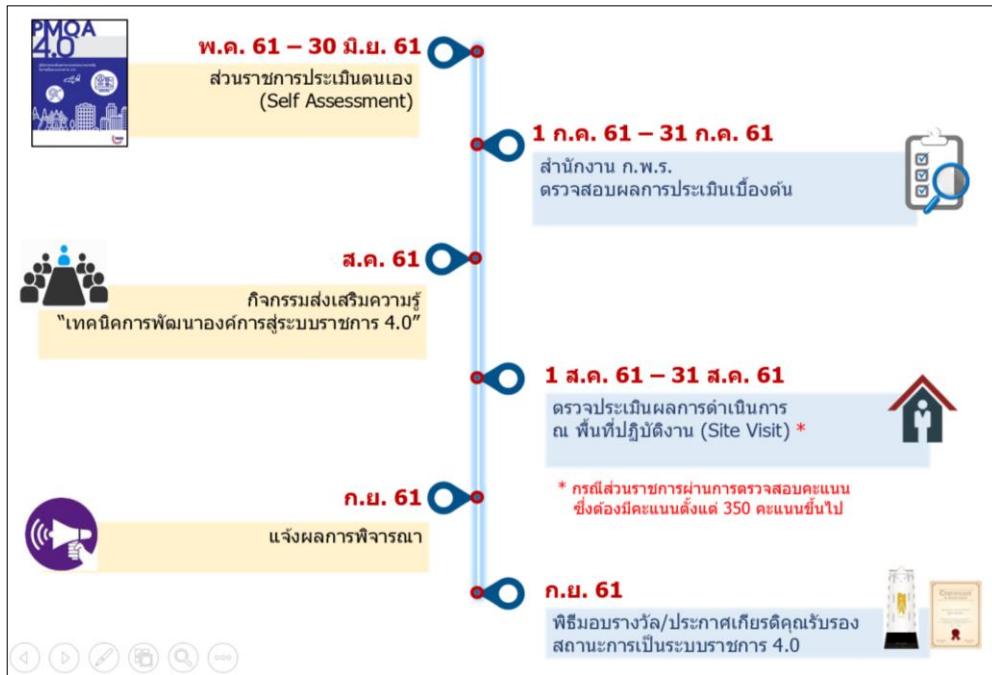 PMQA
4.0
พ.ค. 61 – 30 มิ.ย. 61
ส่วนราชการประเมินตนเอง
(Self Assessment)
1 ก.ค. 61 – 31 ก.ค. 61
สำนักงาน ก.พ.ร.
ตรวจสอบผลการประเมินเบื้องต้น
ส.ค. 61
กิจกรรมส่งเสริมความรู้
“เทคนิคการพัฒนาองค์การสู่ระบบราชการ 4.0”
1 ส.ค. 61 – 31 ส.ค. 61
ตรวจประเมินผลการดำเนินการ
ณ พื้นที่ปฏิบัติงาน (Site Visit) *
* กรณีส่วนราชการผ่านการตรวจสอบคะแนน
ซึ่งต้องมีคะแนนตั้งแต่ 350 คะแนนขึ้นไป
ก.ย. 61
แจ้งผลการพิจารณา
ก.ย. 61
พิธีมอบรางวัล/ประกาศเกียรติคุณรับรอง
สถานะการเป็นระบบราชการ 4.0